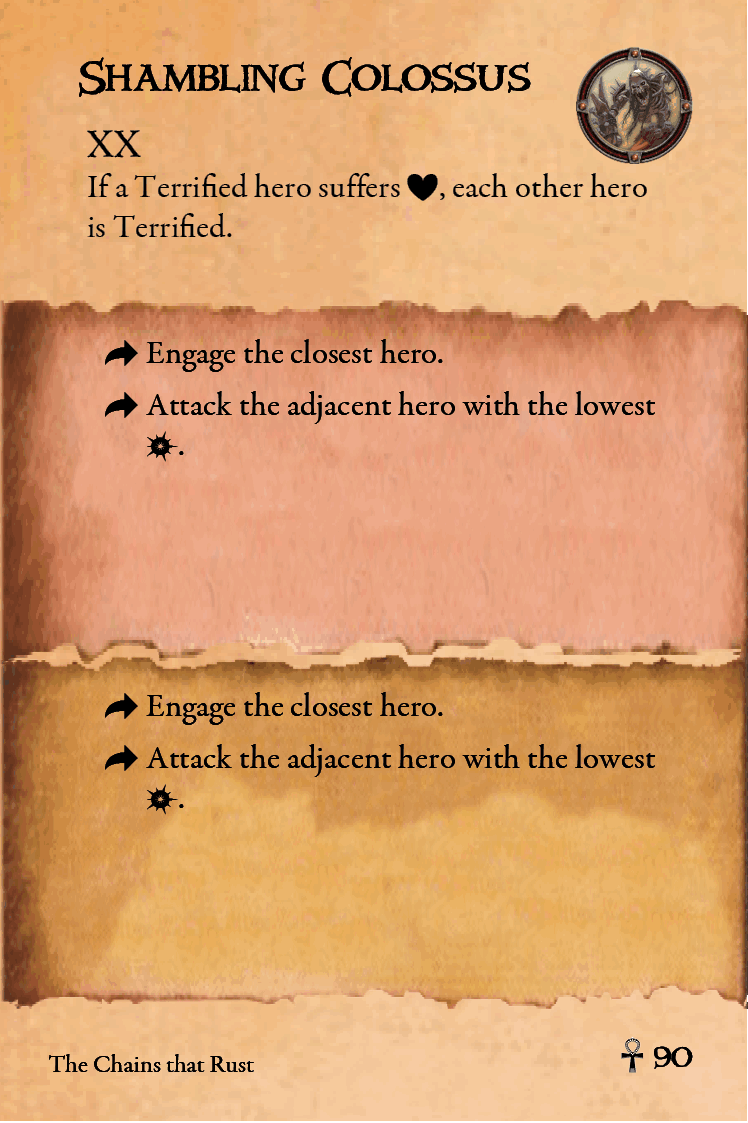 Shambling Colossus
XX
If a Terrified hero suffers ♥, each other hero
is Terrified.
Engage the closest hero.
Attack the adjacent hero with the lowest
.
Engage the closest hero.
Attack the adjacent hero with the lowest
.
The Chains that Rust
☥ 90